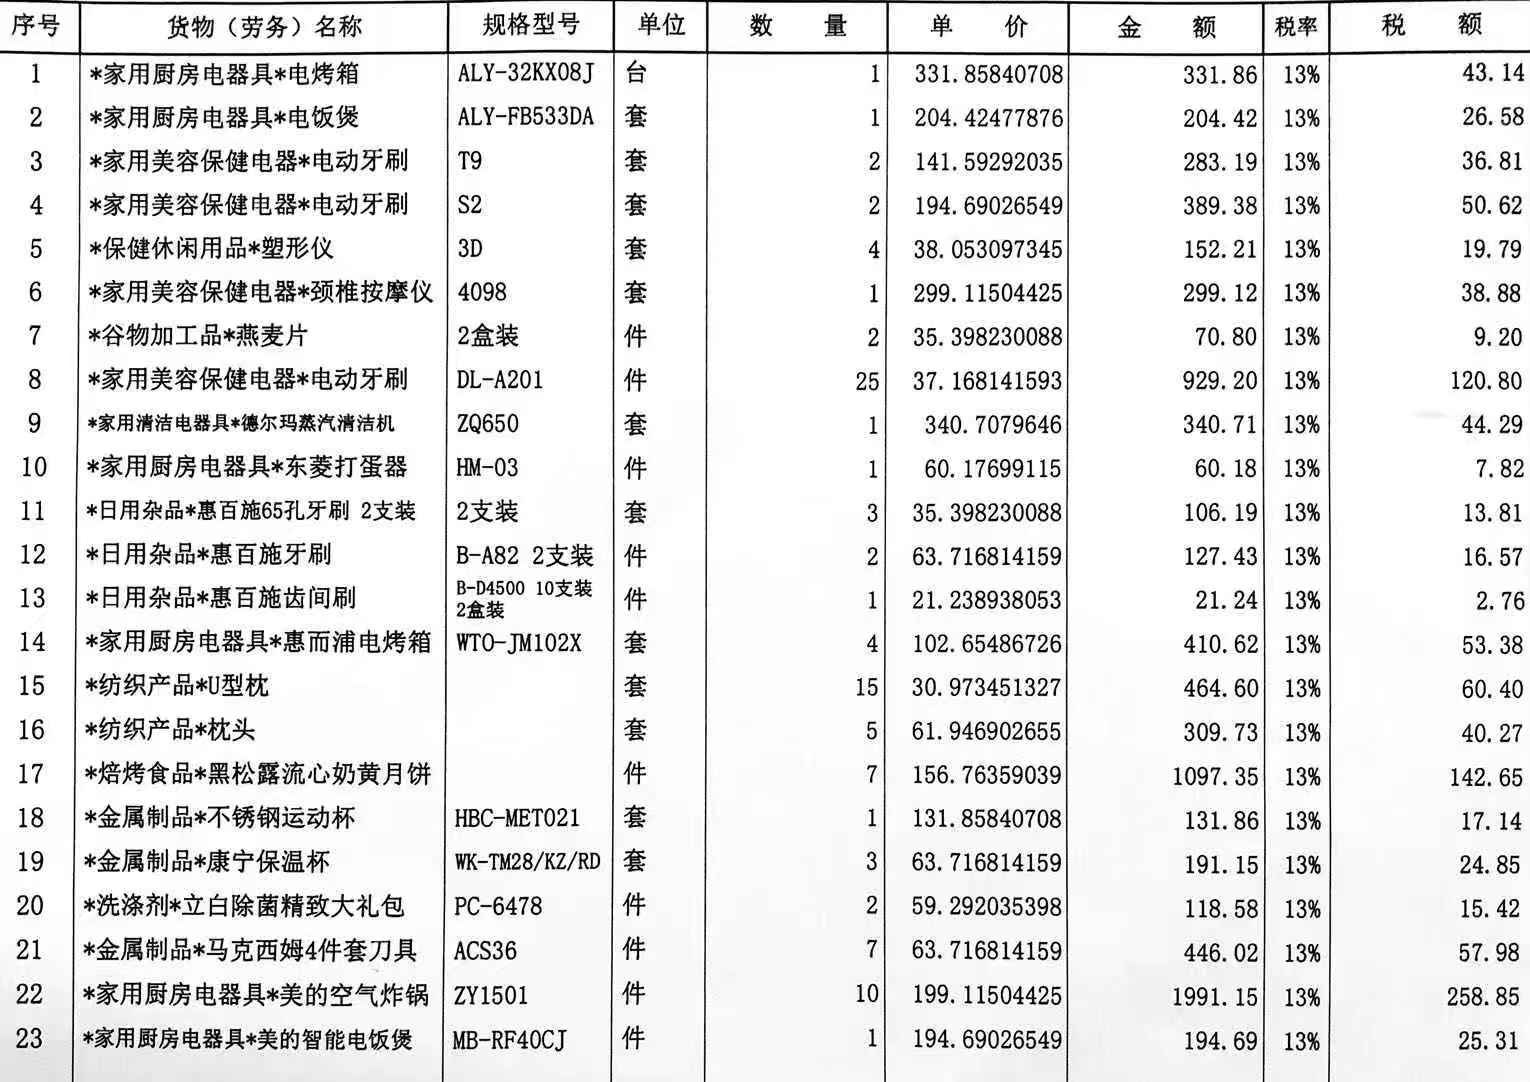 序号 货物（劳务）名称 规格型号 单位 数 量 单 价 金 额 税率 税 额
1 *家用厨房电器具*电烤箱 ALY-32KX08J 台 1 331.85840708 331.86 13% 43.14
2 *家用厨房电器具*电饭煲 ALY-FB533DA 套 1 204.42477876 204.42 13% 26.58
3 *家用美容保健电器*电动牙刷 T9 套 2 141.59292035 283.19 13% 36.81
4 *家用美容保健电器*电动牙刷 S2 套 2 194.69026549 389.38 13% 50.62
5 *保健休闲用品*塑形仪 3D 套 4 38.053097345 152.21 13% 19.79
6 *家用美容保健电器*颈椎按摩仪 4098 套 1 299.11504425 299.12 13% 38.88
7 *谷物加工品*燕麦片 2盒装 件 2 35.398230088 70.80 13% 9.20
8 *家用美容保健电器*电动牙刷 DL-A201 件 25 37.168141593 929.20 13% 120.80
9 *家用清洁电器具*德尔玛蒸汽清洁机 ZQ650 套 1 340.7079646 340.71 13% 44.29
10 *家用厨房电器具*东菱打蛋器 HM-03 件 1 60.17699115 60.18 13% 7.82
11 *日用杂品*惠百施65孔牙刷 2支装 2支装 套 3 35.398230088 106.19 13% 13.81
12 *日用杂品*惠百施牙刷 B-A82 2支装 件 2 63.716814159 127.43 13% 16.57
13 *日用杂品*惠百施齿间刷 B-D4500 10支装 2盒装 件 1 21.238938053 21.24 13% 2.76
14 *家用厨房电器具*惠而浦电烤箱 WTO-JM102X 套 4 102.65486726 410.62 13% 53.38
15 *纺织产品*U型枕 套 15 30.973451327 464.60 13% 60.40
16 *纺织产品*枕头 套 5 61.946902655 309.73 13% 40.27
17 *焙烤食品*黑松露流心奶黄月饼 件 7 156.76359039 1097.35 13% 142.65
18 *金属制品*不锈钢运动杯 HBC-MET021 套 1 131.85840708 131.86 13% 17.14
19 *金属制品*康宁保温杯 WK-TM28/KZ/RD 套 3 63.716814159 191.15 13% 24.85
20 *洗涤剂*立白除菌精致大礼包 PC-6478 件 2 59.292035398 118.58 13% 15.42
21 *金属制品*马克西姆4件套刀具 ACS36 件 7 63.716814159 446.02 13% 57.98
22 *家用厨房电器具*美的空气炸锅 ZY1501 件 10 199.11504425 1991.15 13% 258.85
23 *家用厨房电器具*美的智能电饭煲 MB-RF40CJ 件 1 194.69026549 194.69 13% 25.31